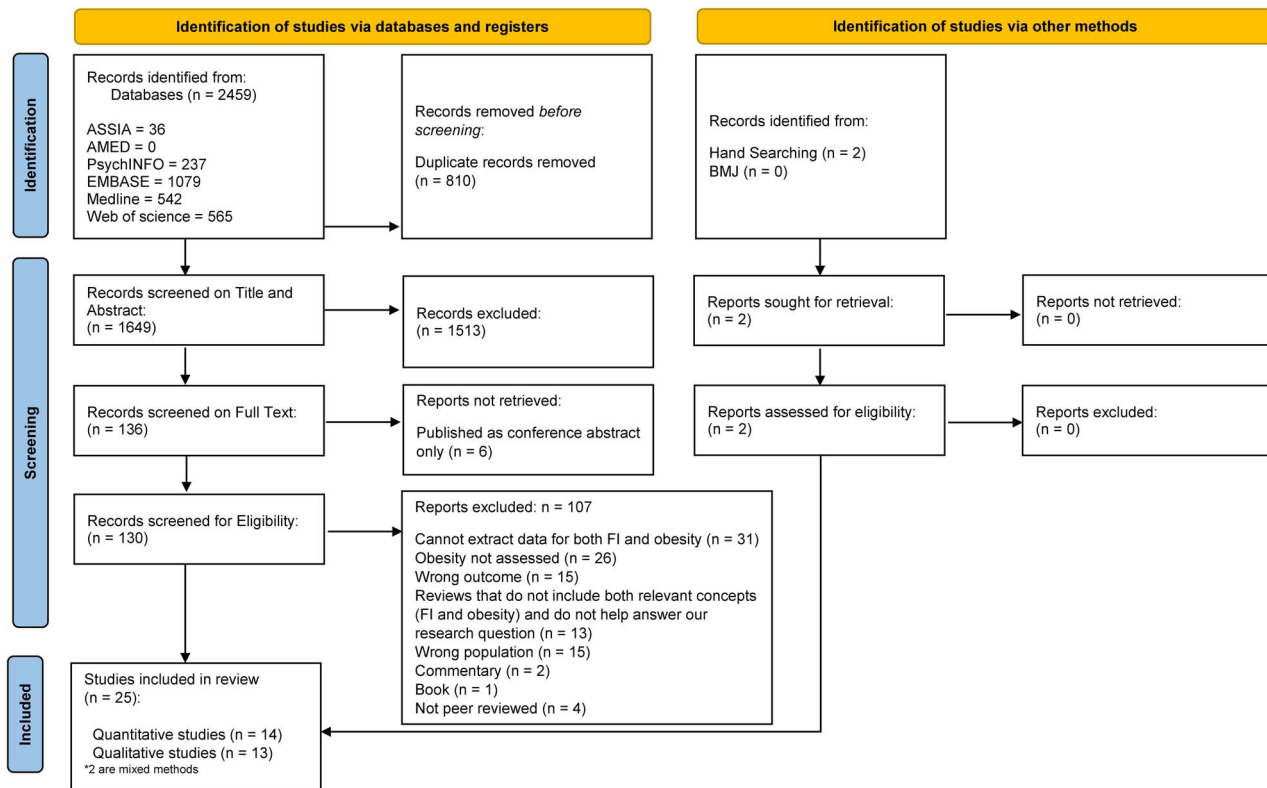 Identification of studies via databases and registers
Identification of studies via other methods
Identification
Records identified from:
Databases (n = 2459)
ASSIA = 36
AMED = 0
PsychINFO = 237
EMBASE = 1079
Medline = 542
Web of science = 565
Records removed before
screening:
Duplicate records removed
(n = 810)
Records identified from:
Hand Searching (n = 2)
BMJ (n = 0)
Screening
Records screened on Title and
Abstract:
(n = 1649)
Records excluded:
(n = 1513)
Reports sought for retrieval:
(n = 2)
Reports not retrieved:
(n = 0)
Records screened on Full Text:
(n = 136)
Reports not retrieved:
Published as conference abstract
only (n = 6)
Reports assessed for eligibility:
(n = 2)
Reports excluded:
(n = 0)
Records screened for Eligibility:
(n = 130)
Reports excluded: n = 107
Cannot extract data for both FI and obesity (n = 31)
Obesity not assessed (n = 26)
Wrong outcome (n = 15)
Reviews that do not include both relevant concepts
(FI and obesity) and do not help answer our
research question (n = 13)
Wrong population (n = 15)
Commentary (n = 2)
Book (n = 1)
Not peer reviewed (n = 4)
Included
Studies included in review
(n = 25):
Quantitative studies (n = 14)
Qualitative studies (n = 13)
*2 are mixed methods